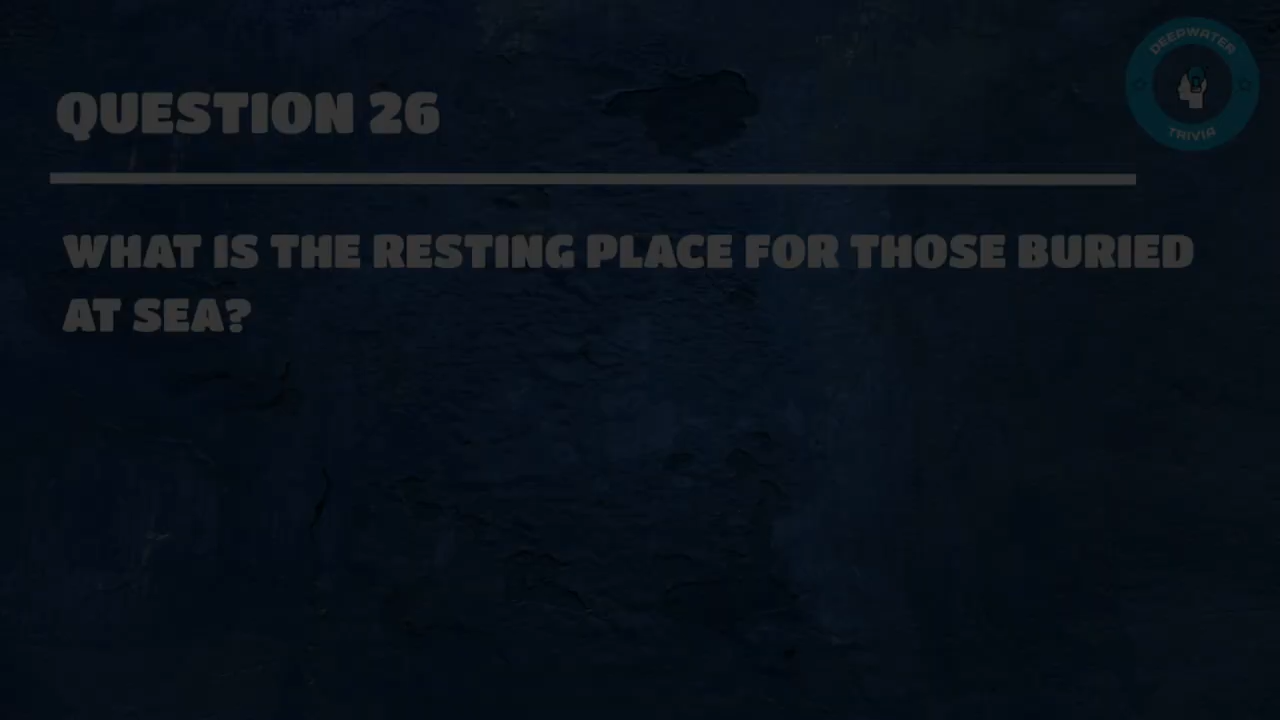 DEEPWATER
TRIVIA
QUESTION 26
WHAT IS THE RESTING PLACE FOR THOSE BURIED
AT SEA?